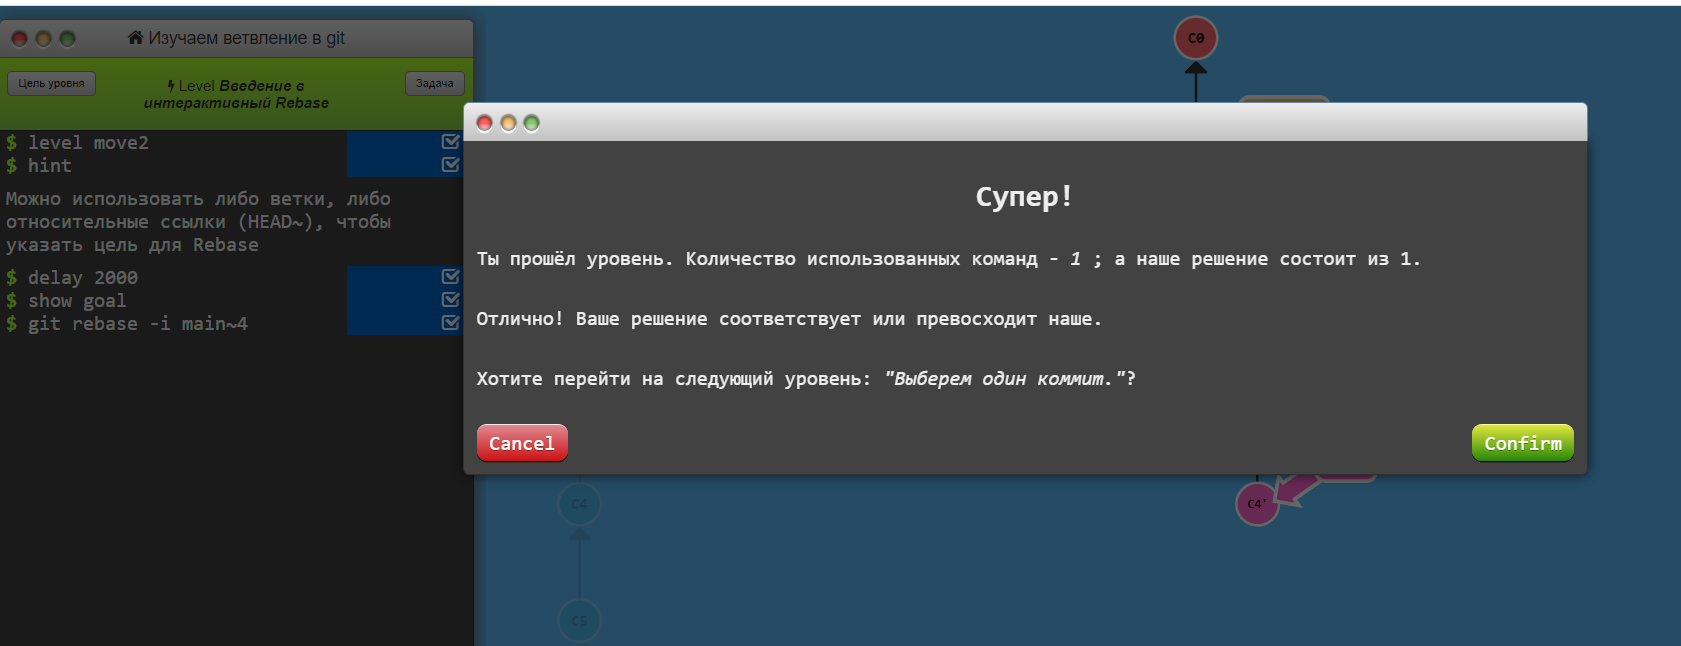 Изучаем ветвление в git
Цель уровня
Level Введение в
интерактивный Rebase
Задача
$ level move2
$ hint
Можно использовать либо ветки, либо
относительные ссылки (HEAD~), чтобы
указать цель для Rebase
$ delay 2000
$ show goal
$ git rebase -i main~4
C0
Супер!
Ты прошёл уровень. Количество использованных команд - 1 ; а наше решение состоит из 1.
Отлично! Ваше решение соответствует или превосходит наше.
Хотите перейти на следующий уровень: "Выберем один коммит."?
Cancel
Confirm
C4
C4'
C5